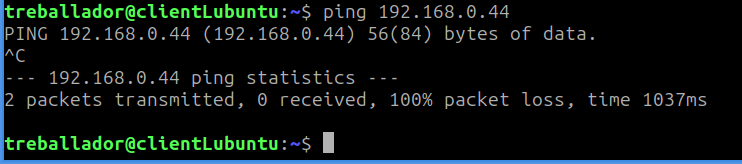 treballador@clientLubuntu:~$ ping 192.168.0.44
PING 192.168.0.44 (192.168.0.44) 56(84) bytes of data.
^C
--- 192.168.0.44 ping statistics ---
2 packets transmitted, 0 received, 100% packet loss, time 1037ms
treballador@clientLubuntu:~$